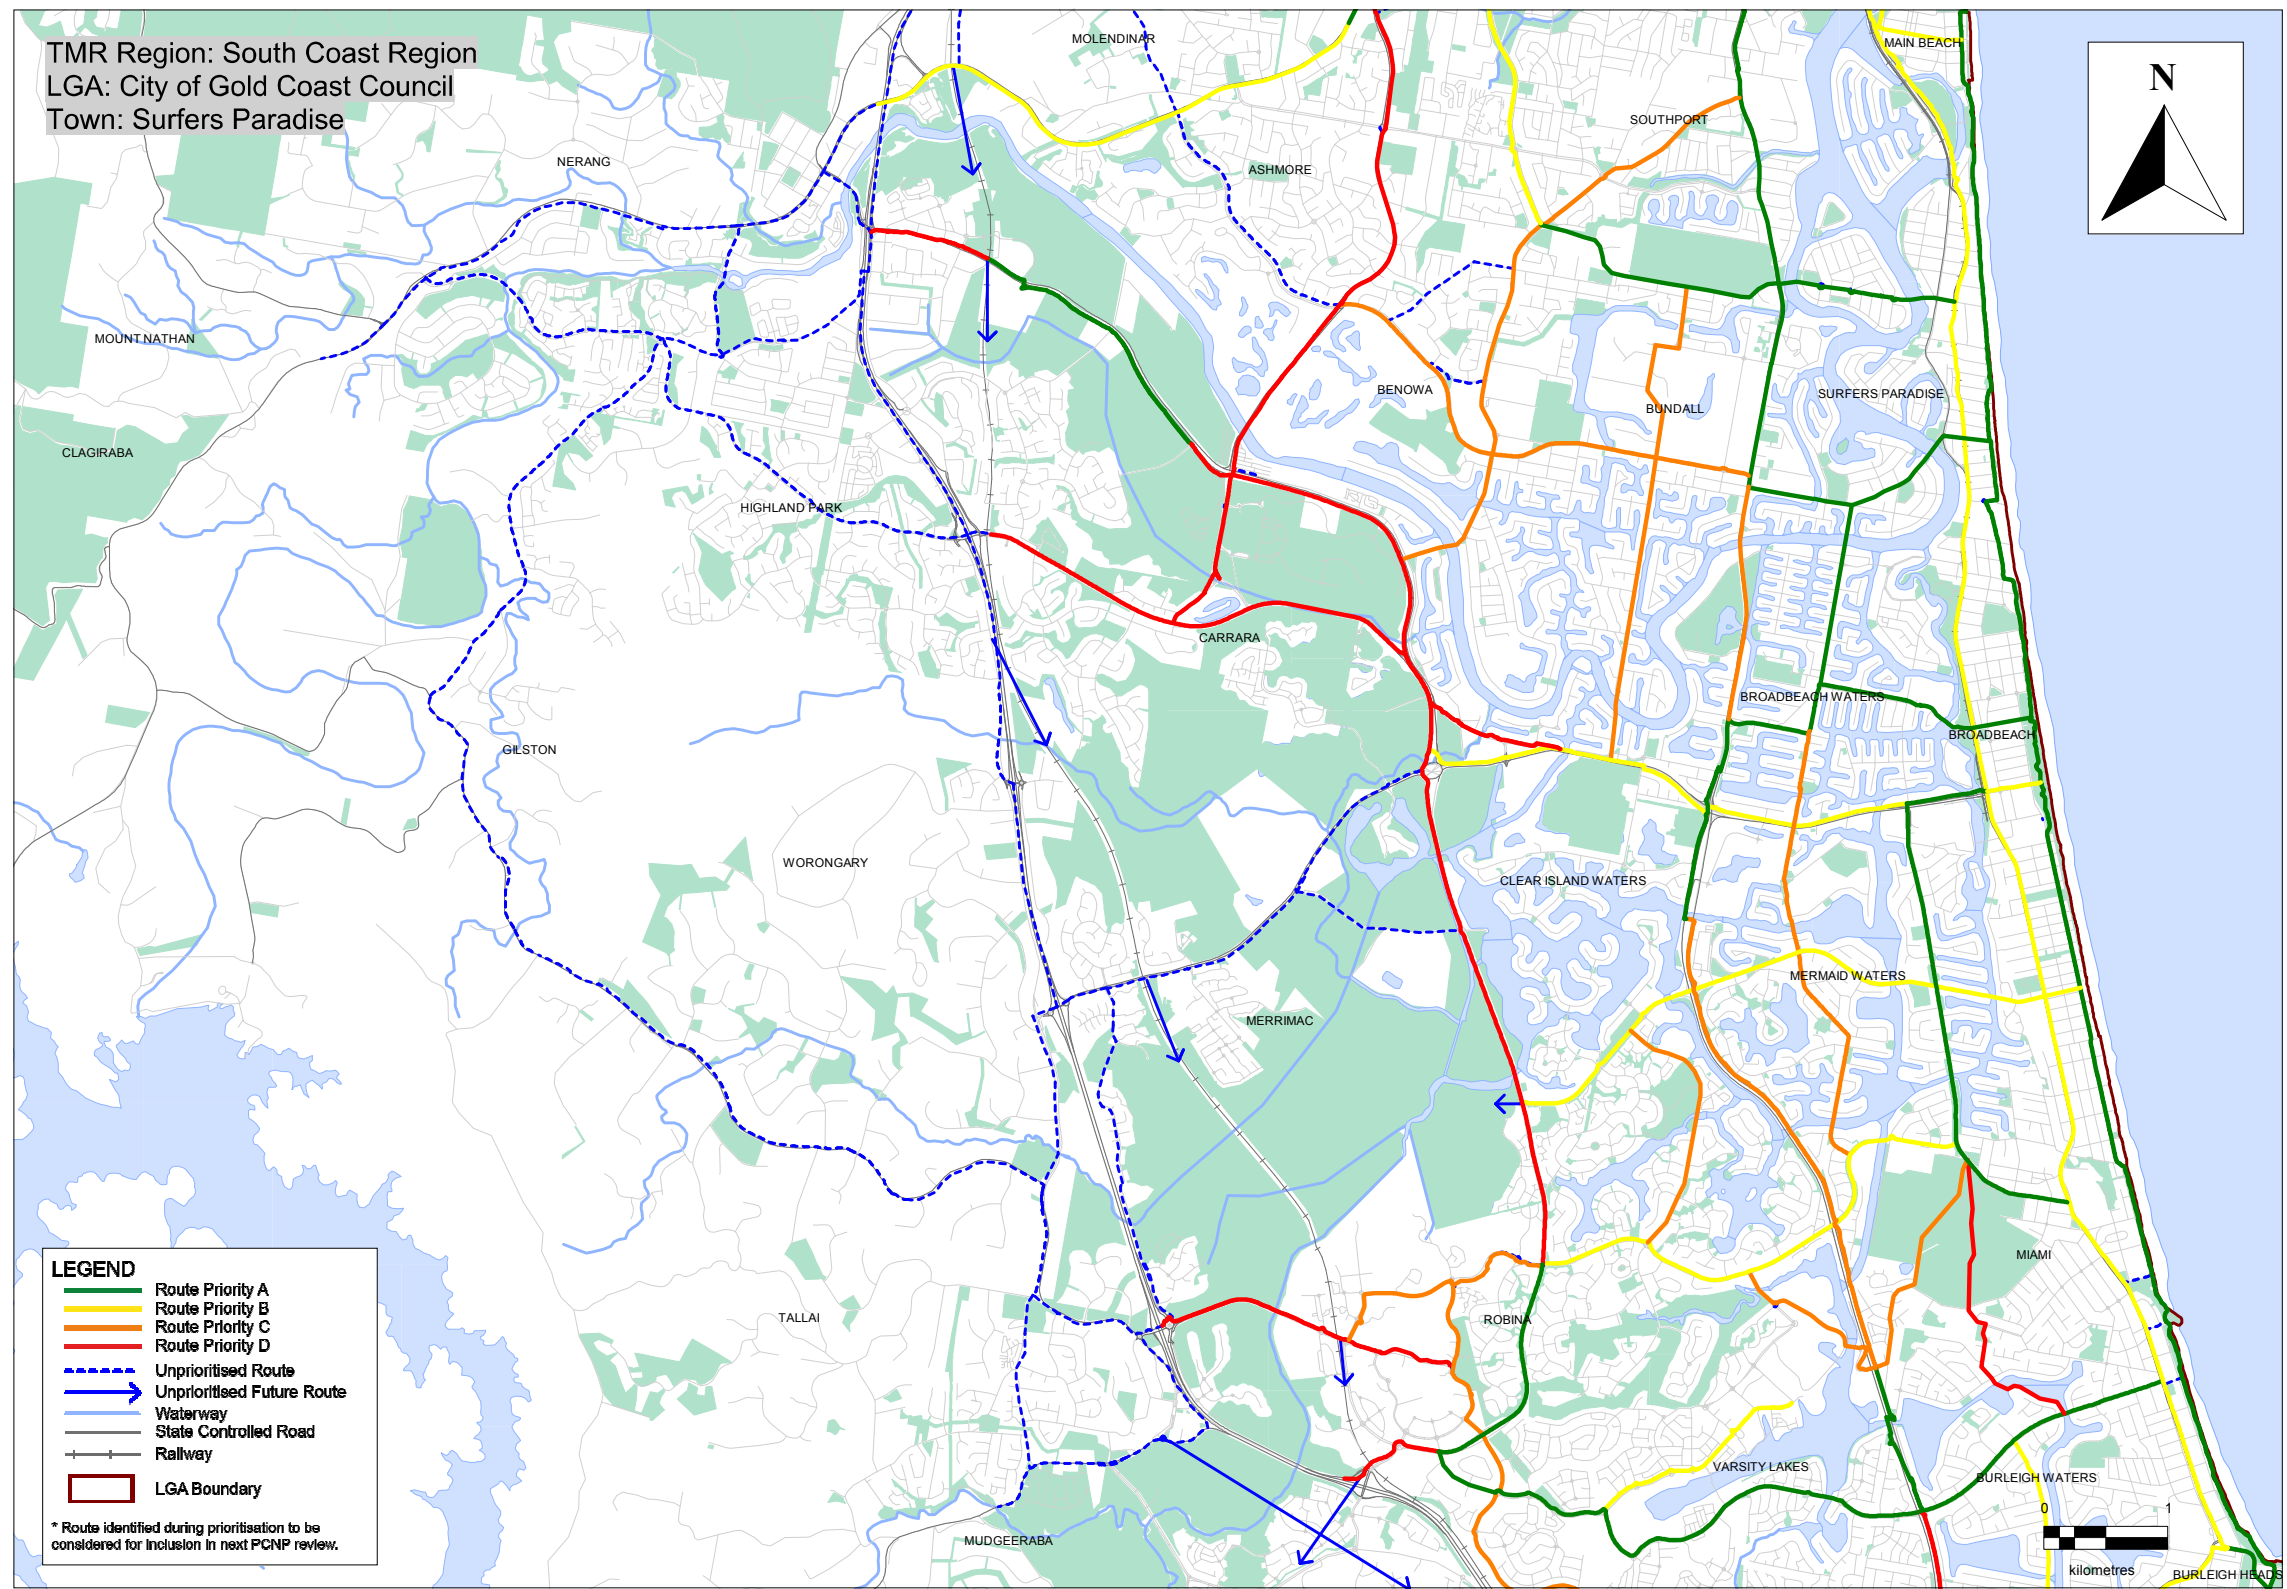 TMR Region: South Coast Region
LGA: City of Gold Coast Council
Town: Surfers Paradise
MOLENDINAR
MAIN BEACH
N
SOUTHPORT
NERANG
ASHMORE
MOUNT NATHAN
BENOWA
SURFERS PARADISE
BUNDALL
CLAGIRABA
HIGHLAND PARK
CARRARA
BROADBEACH WATERS
BROADBEACH
GILSTON
WORONGARY
CLEAR ISLAND WATERS
MERMAID WATERS
MERRIMAC
MIAMI
TALLAI
ROBINA
VARSITY LAKES
BURLEIGH WATERS
MUDGEERABA
BURLEIGH HEADS
LEGEND
Route Priority A
Route Priority B
Route Priority C
Route Priority D
Unprioritised Route
Unprioritised Future Route
Waterway
State Controlled Road
Railway
LGA Boundary
* Route identified during prioritisation to be
considered for inclusion in next PCNP review.
0 1
kilometres